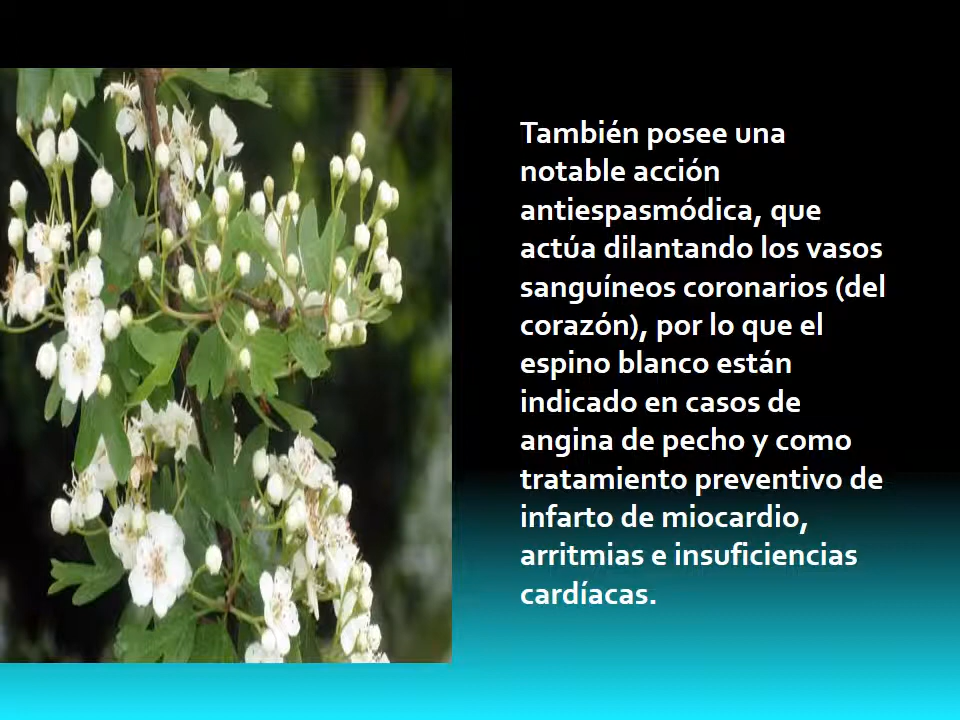 También posee una
notable acción
antiespasmódica, que
actúa dilantando los vasos
sanguíneos coronarios (del
corazón), por lo que el
espino blanco están
indicado en casos de
angina de pecho y como
tratamiento preventivo de
infarto de miocardio,
arritmias e insuficiencias
cardíacas.